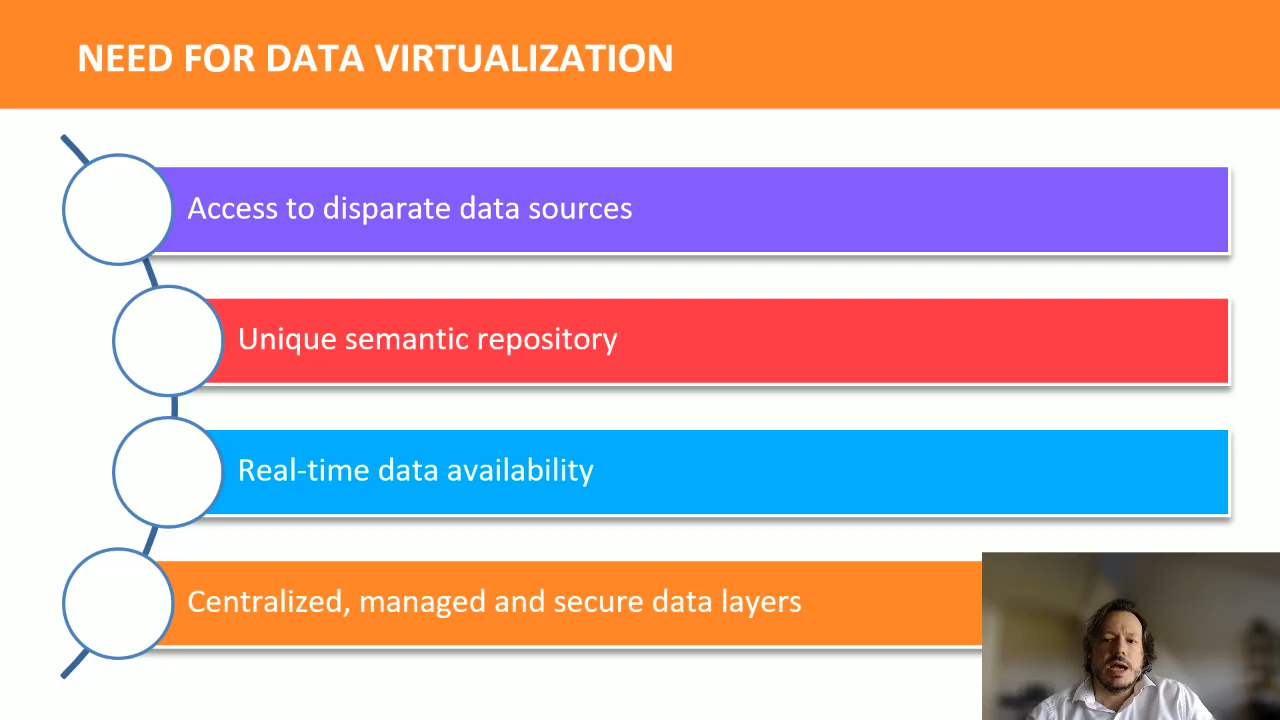 NEED FOR DATA VIRTUALIZATION
Access to disparate data sources
Unique semantic repository
Real-time data availability
Centralized, managed and secure data layers